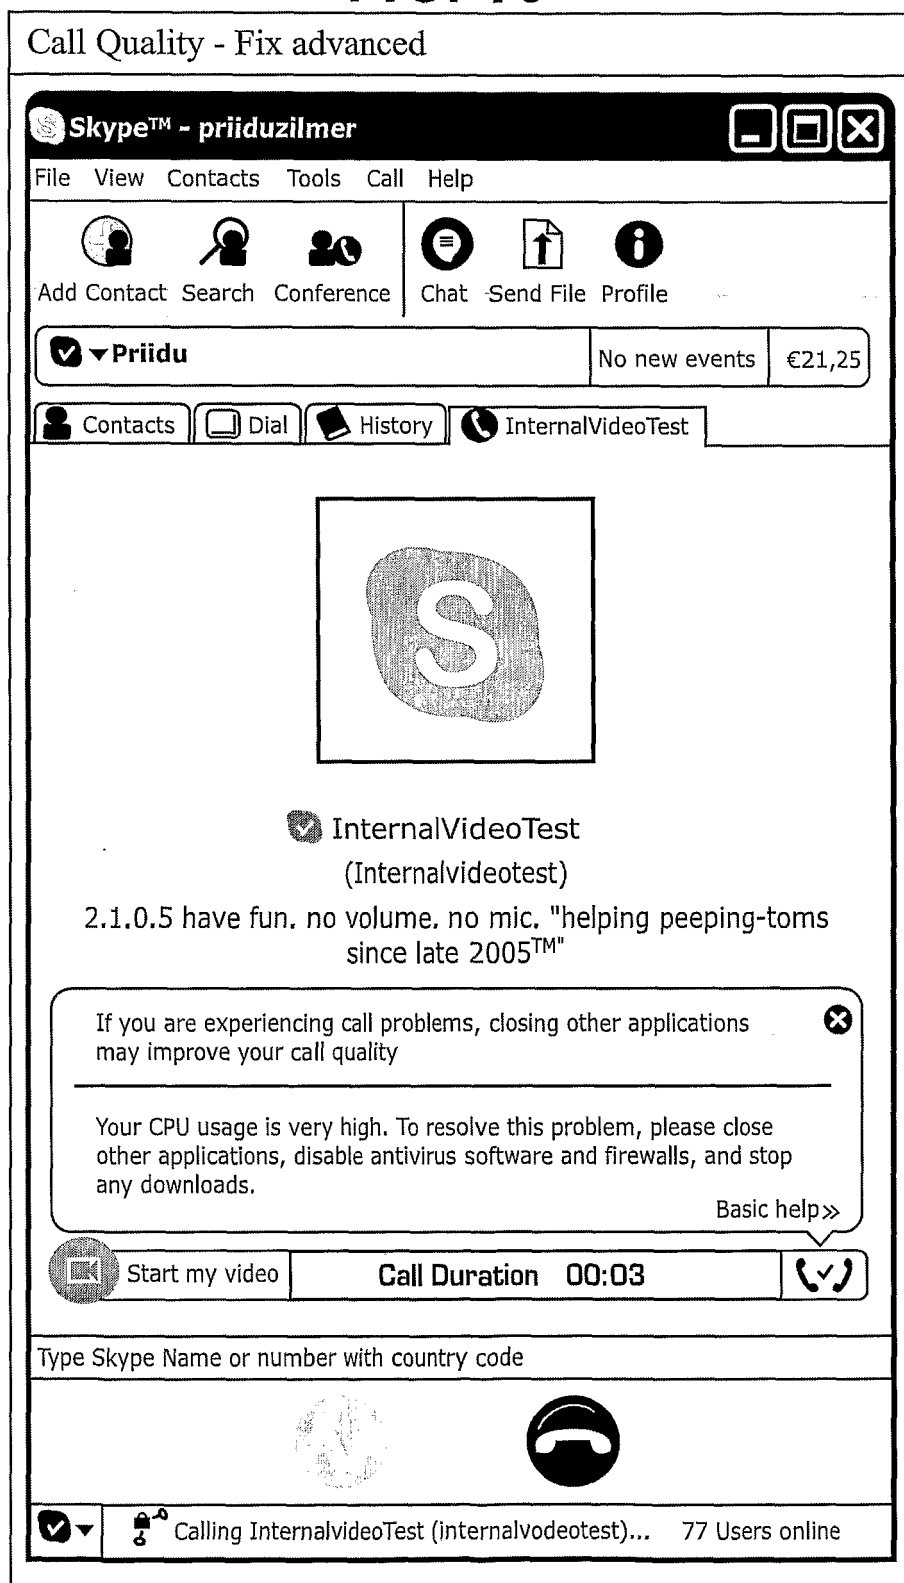 Call Quality - Fix advanced
Skype™ - priiduzilmer
File View Contacts Tools Call Help
Add Contact Search Conference Chat Send File Profile
Priidu No new events €21,25
Contacts Dial History InternalVideoTest
S
InternalVideoTest
(Internalvideotest)
2.1.0.5 have fun. no volume. no mic. "helping peeping-toms
since late 2005™"
If you are experiencing call problems, closing other applications
may improve your call quality
Your CPU usage is very high. To resolve this problem, please close
other applications, disable antivirus software and firewalls, and stop
any downloads.
Basic help»
Start my video Call Duration 00:03
Type Skype Name or number with country code
Calling InternalvideoTest (internalvodeotest)... 77 Users online